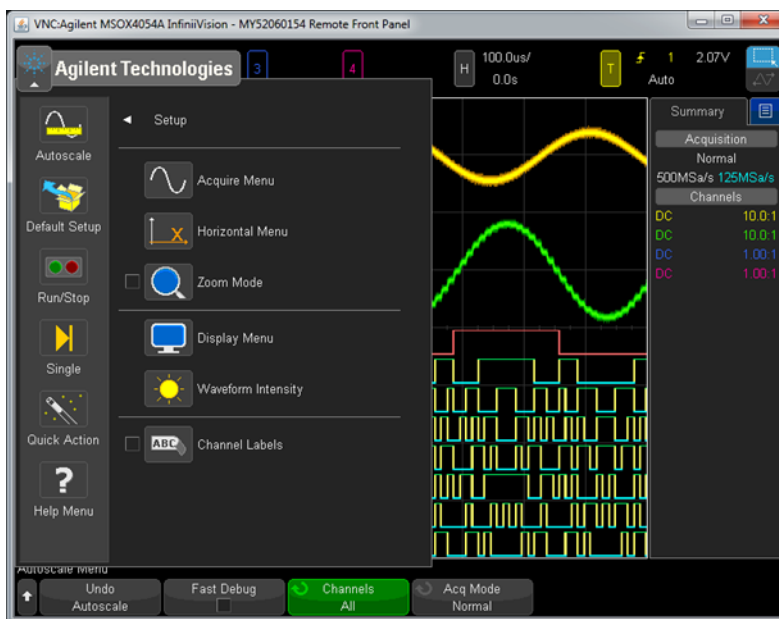 VNC:Agilent MSOX4054A InfiniiVision - MY52060154 Remote Front Panel
Agilent Technologies
3
4
H
100.0us/
0.0s
T
1
2.07V
Auto
Setup
Autoscale
Default Setup
Run/Stop
Single
Quick Action
Help Menu
Acquire Menu
X
Horizontal Menu
Zoom Mode
Display Menu
Waveform Intensity
ABC
Channel Labels
?
Summary
Acquisition
Normal
500MSa/s 125MSa/s
Channels
DC 10.0:1
DC 10.0:1
DC 1.00:1
DC 1.00:1
Autoscale Menu
Undo
Autoscale
Fast Debug
Channels
All
Acq Mode
Normal